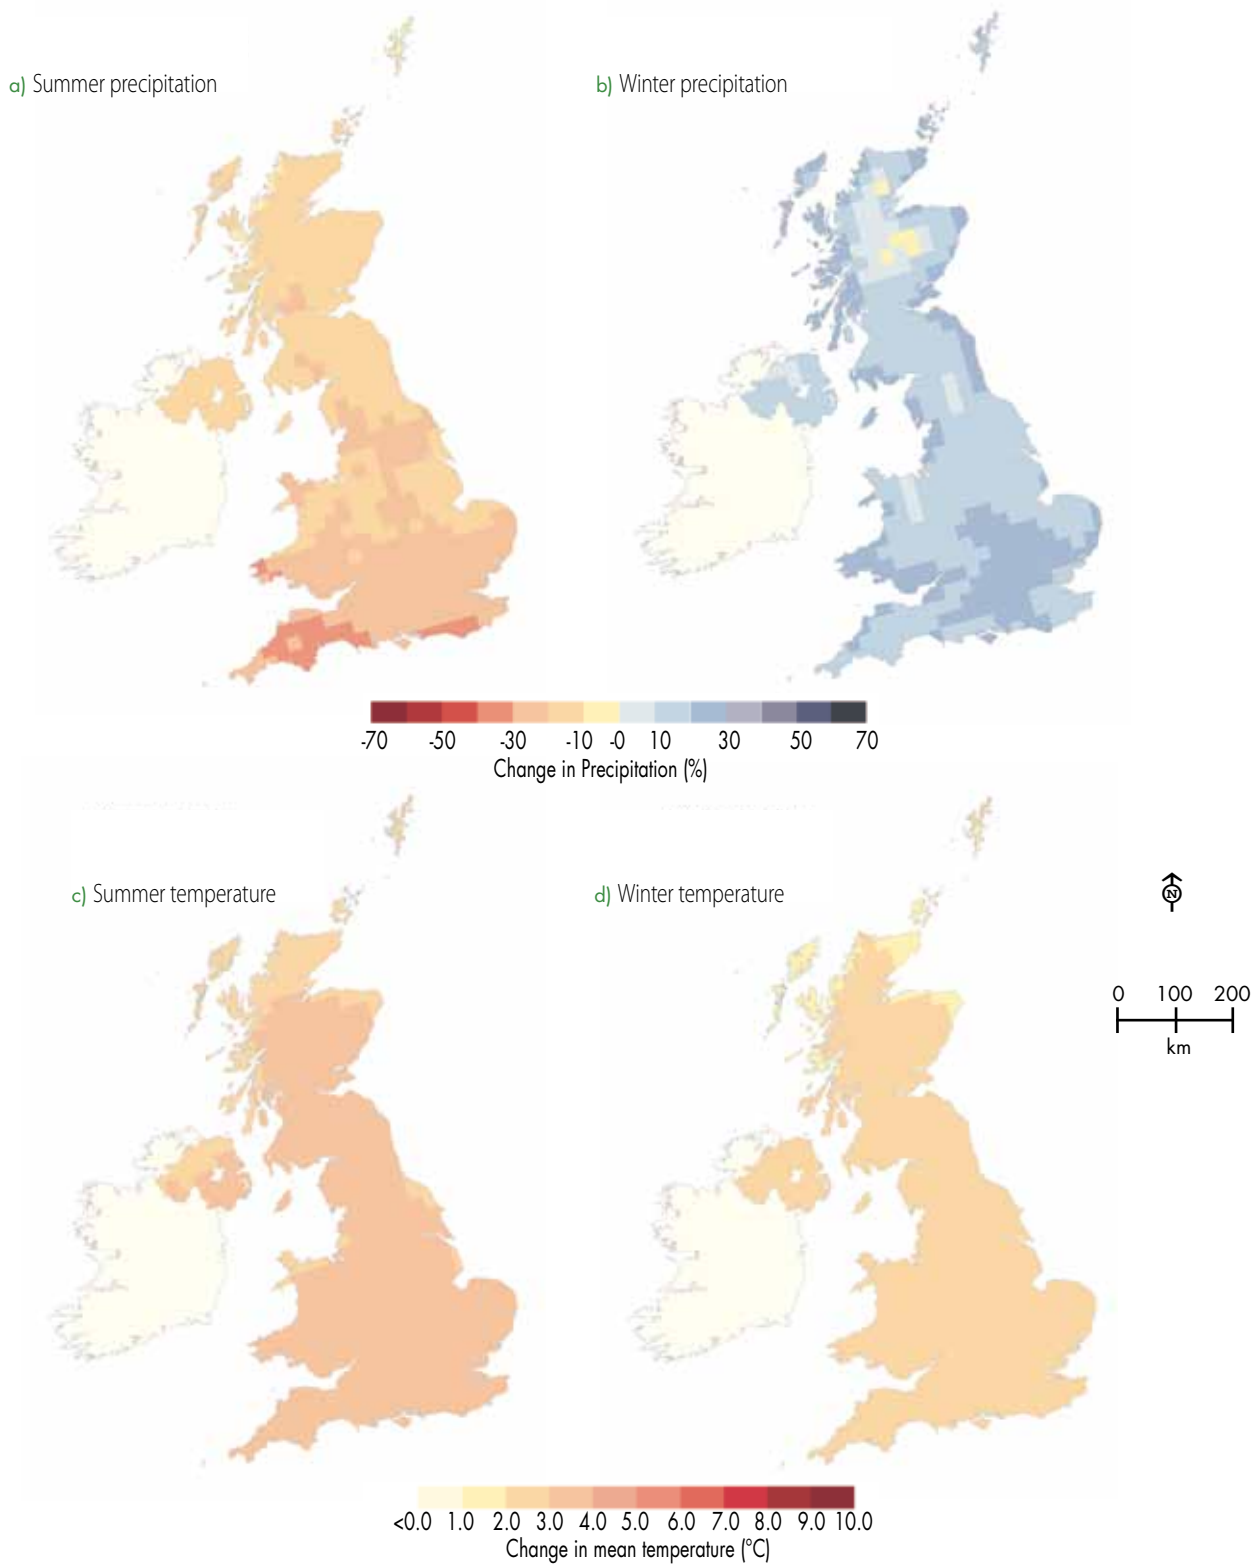 a) Summer precipitation
b) Winter precipitation
-70 -50 -30 -10 -0 10 30 50 70
Change in Precipitation (%)
c) Summer temperature
d) Winter temperature
N
0 100 200
km
<0.0 1.0 2.0 3.0 4.0 5.0 6.0 7.0 8.0 9.0 10.0
Change in mean temperature (°C)